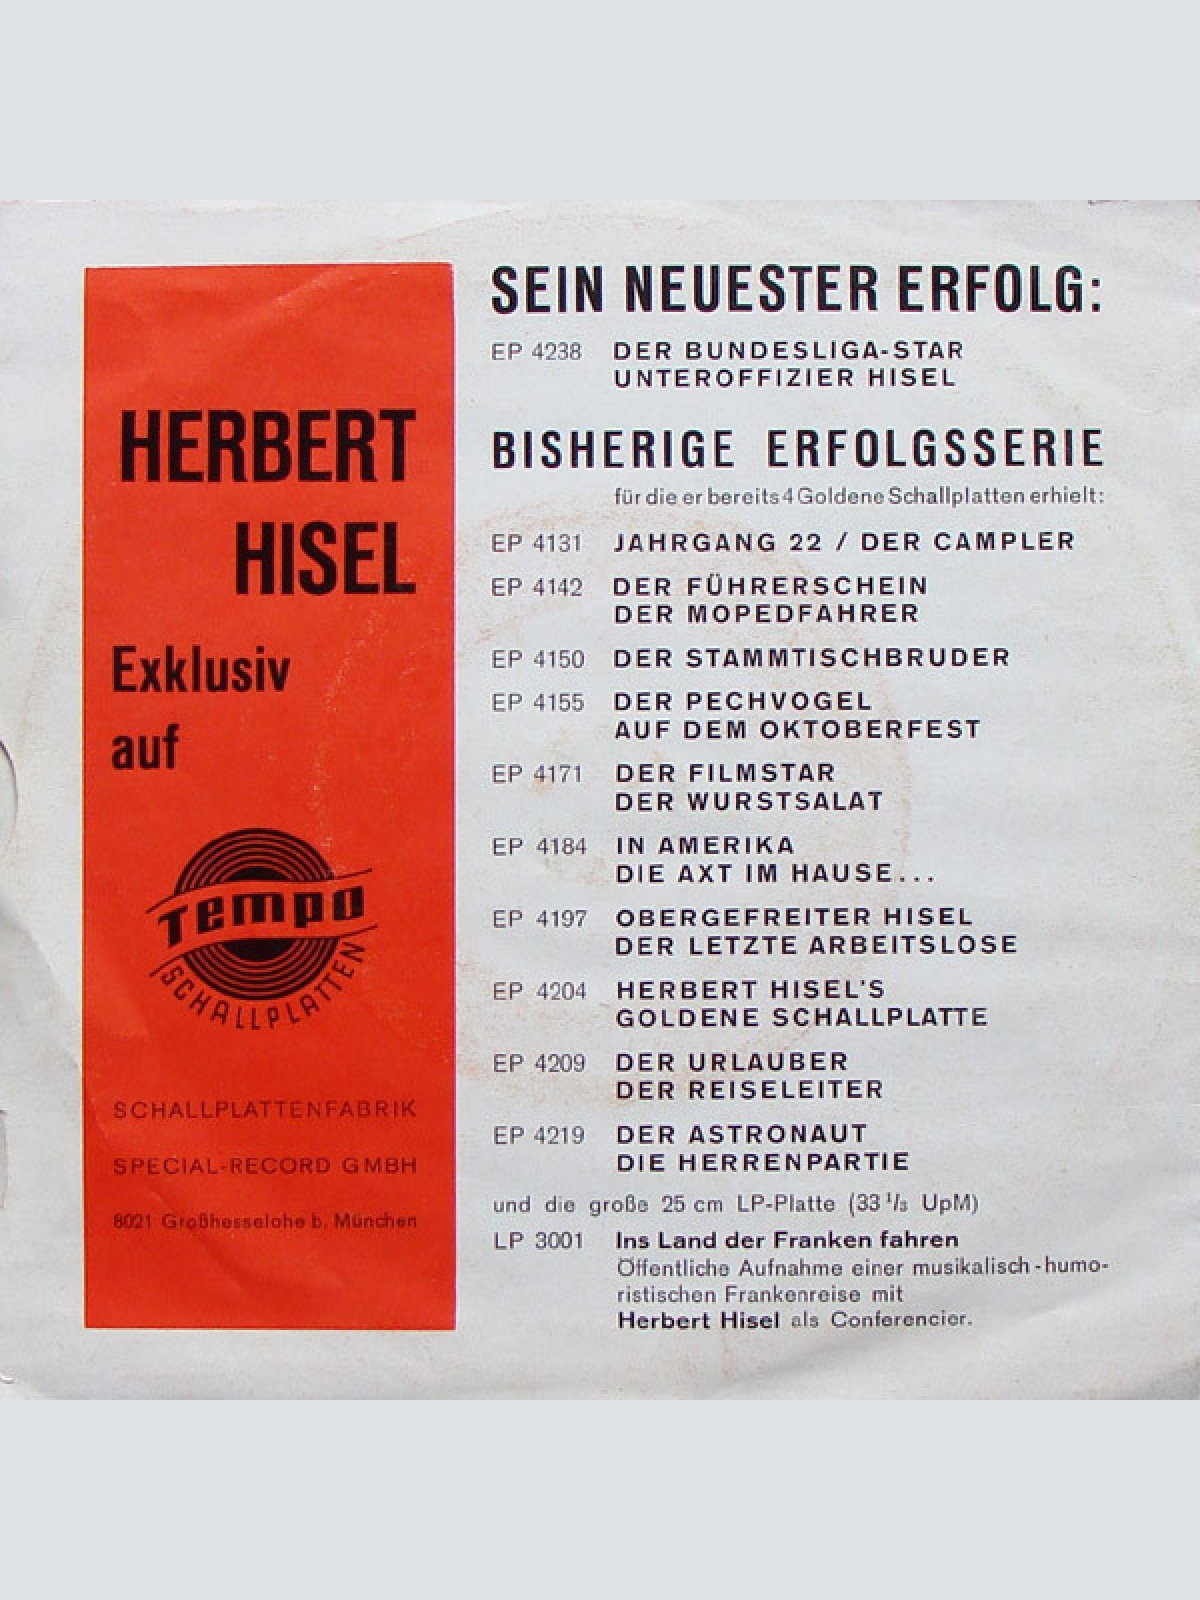 HERBERT
HISEL
Exklusiv
auf
Tempo
SCHALLPLATTEN
SCHALLPLATTENFABRIK
SPECIAL-RECORD GMBH
8021 Großhesselohe b. München
SEIN NEUESTER ERFOLG:
EP 4238 DER BUNDESLIGA-STAR
UNTEROFFIZIER HISEL
BISHERIGE ERFOLGSSERIE
für die er bereits 4 Goldene Schallplatten erhielt:
EP 4131 JAHRGANG 22 / DER CAMPLER
EP 4142 DER FÜHRERSCHEIN
DER MOPEDFAHRER
EP 4150 DER STAMMTISCHBRUDER
EP 4155 DER PECHVOGEL
AUF DEM OKTOBERFEST
EP 4171 DER FILMSTAR
DER WURSTSALAT
EP 4184 IN AMERIKA
DIE AXT IM HAUSE...
EP 4197 OBERGEFREITER HISEL
DER LETZTE ARBEITSLOSE
EP 4204 HERBERT HISEL'S
GOLDENE SCHALLPLATTE
EP 4209 DER URLAUBER
DER REISELEITER
EP 4219 DER ASTRONAUT
DIE HERRENPARTIE
und die große 25 cm LP-Platte (33 1/3 UpM)
LP 3001 Ins Land der Franken fahren
Öffentliche Aufnahme einer musikalisch-humo-
ristischen Frankenreise mit
Herbert Hisel als Conferencier.